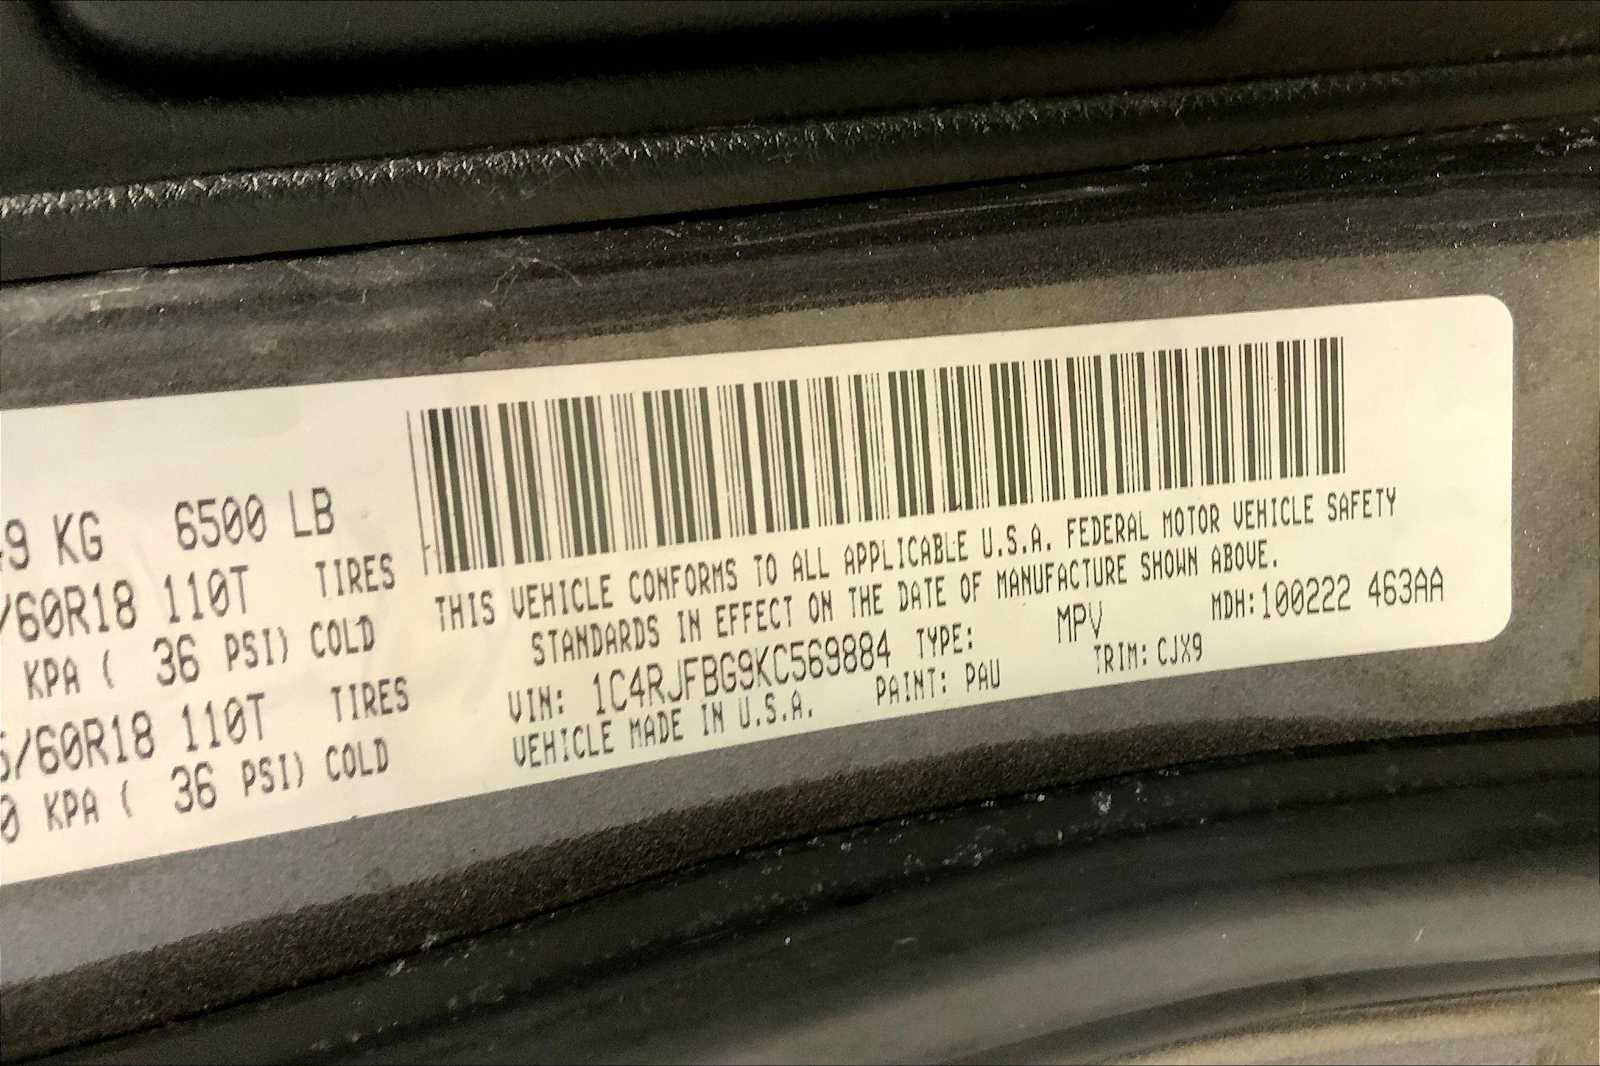 49 KG 6500 LB
/60R18 110T TIRES
KPA ( 36 PSI) COLD
5/60R18 110T TIRES
0 KPA ( 36 PSI) COLD
THIS VEHICLE CONFORMS TO ALL APPLICABLE U.S.A. FEDERAL MOTOR VEHICLE SAFETY
STANDARDS IN EFFECT ON THE DATE OF MANUFACTURE SHOWN ABOVE.
VIN: 1C4RJFBG9KC569884 TYPE: MPV MDH:100222 463AA
VEHICLE MADE IN U.S.A. PAINT: PAU TRIM: CJX9